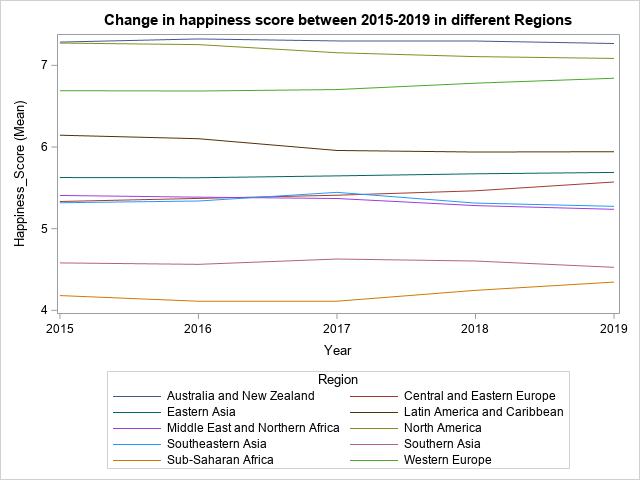 Change in happiness score between 2015-2019 in different Regions
Happiness_Score (Mean)
7
6
5
4
2015 2016 2017 2018 2019
Year
Region
Australia and New Zealand Central and Eastern Europe
Eastern Asia Latin America and Caribbean
Middle East and Northern Africa North America
Southeastern Asia Southern Asia
Sub-Saharan Africa Western Europe